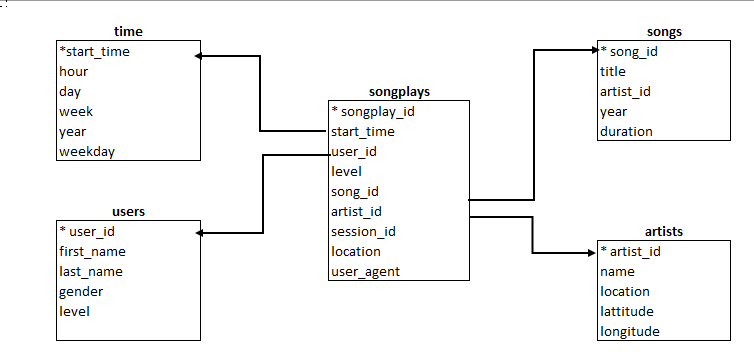 time
*start_time
hour
day
week
year
weekday
users
* user_id
first_name
last_name
gender
level
songplays
* songplay_id
start_time
user_id
level
song_id
artist_id
session_id
location
user_agent
songs
* song_id
title
artist_id
year
duration
artists
* artist_id
name
location
lattitude
longitude